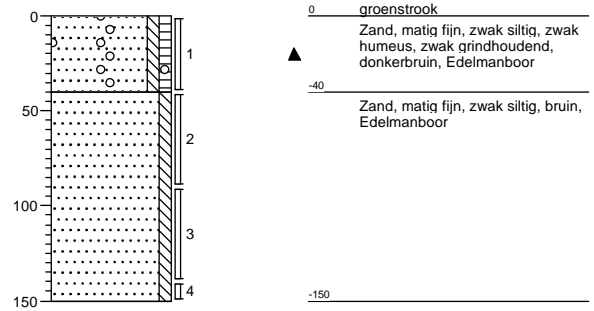 0
50
100
150
1
2
3
4
0
groenstrook
Zand, matig fijn, zwak siltig, zwak
humeus, zwak grindhoudend,
donkerbruin, Edelmanboor
-40
Zand, matig fijn, zwak siltig, bruin,
Edelmanboor
-150